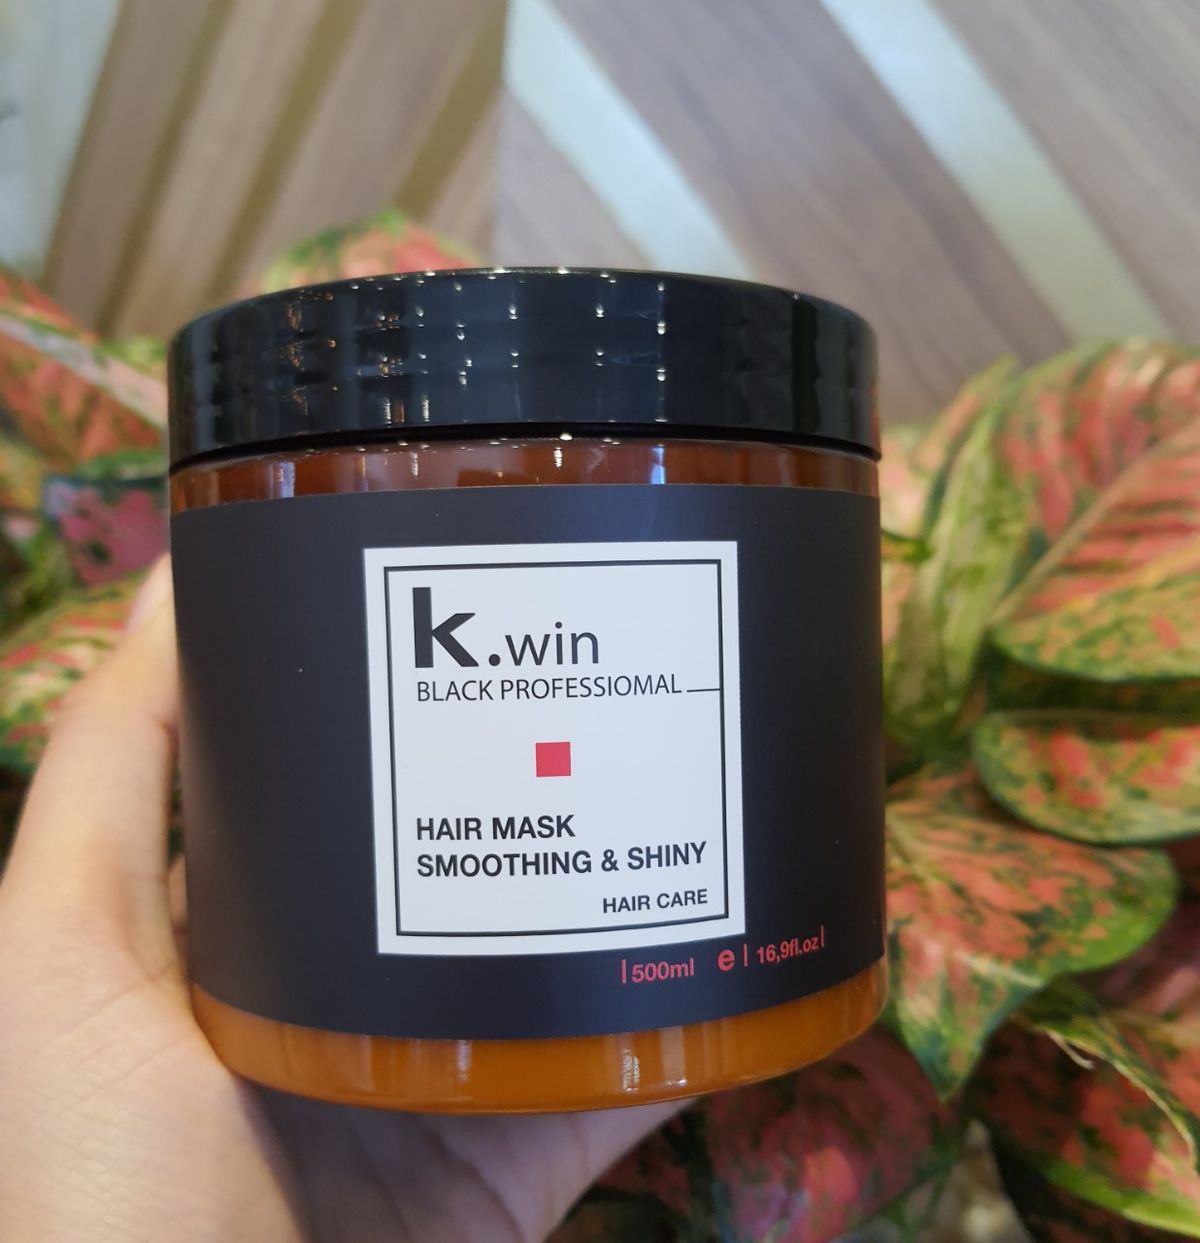 k.win
BLACK PROFESSIOMAL
HAIR MASK
SMOOTHING & SHINY
HAIR CARE
|500ml e| 16,9fl.oz|